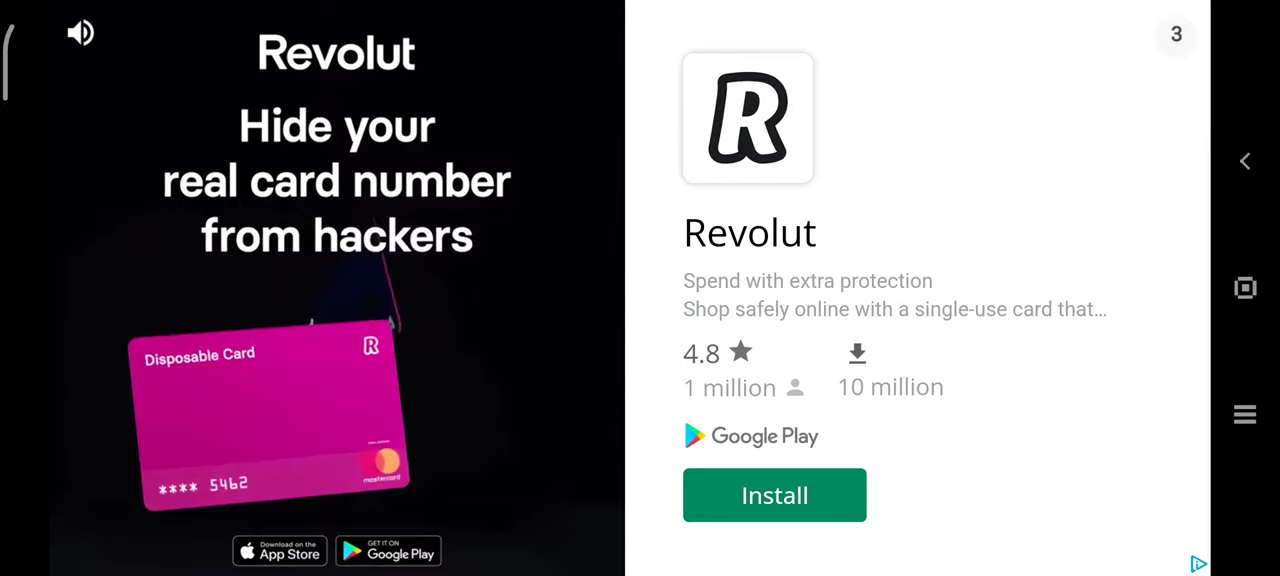 Revolut
Hide your
real card number
from hackers
Disposable Card
R
**** 5462
mastercard
Download on the
App Store
GET IT ON
Google Play
3
R
Revolut
Spend with extra protection
Shop safely online with a single-use card that...
4.8
1 million
10 million
Google Play
Install